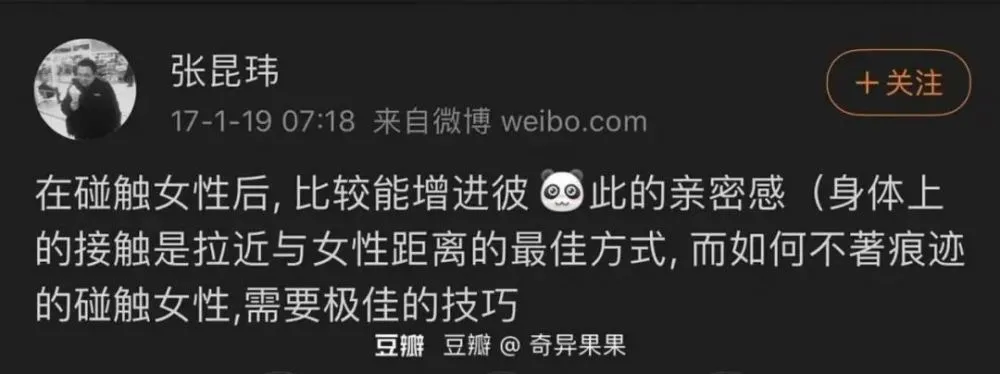 张昆玮
+关注
17-1-19 07:18 来自微博 weibo.com
在碰触女性后, 比较能增进彼🐼此的亲密感（身体上
的接触是拉近与女性距离的最佳方式, 而如何不著痕迹
的碰触女性,需要极佳的技巧
豆瓣 豆瓣@奇异果果